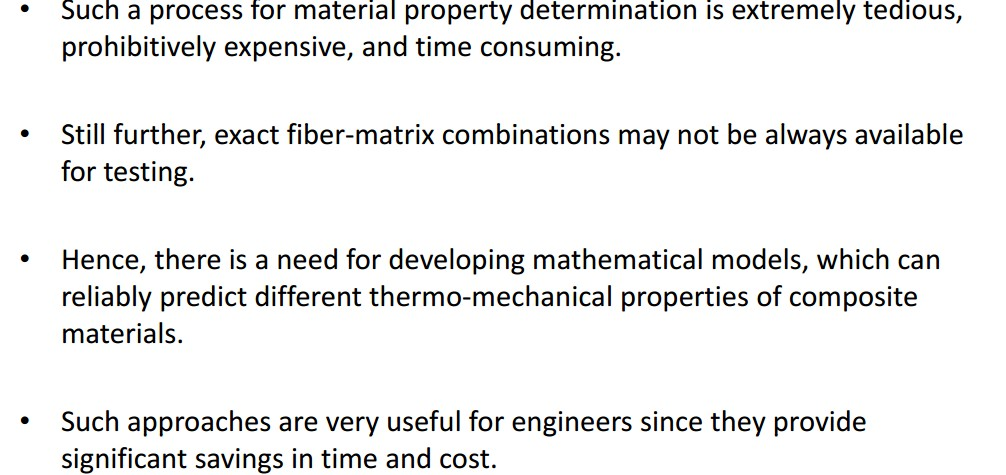 • Such a process for material property determination is extremely tedious,
prohibitively expensive, and time consuming.
• Still further, exact fiber-matrix combinations may not be always available
for testing.
• Hence, there is a need for developing mathematical models, which can
reliably predict different thermo-mechanical properties of composite
materials.
• Such approaches are very useful for engineers since they provide
significant savings in time and cost.